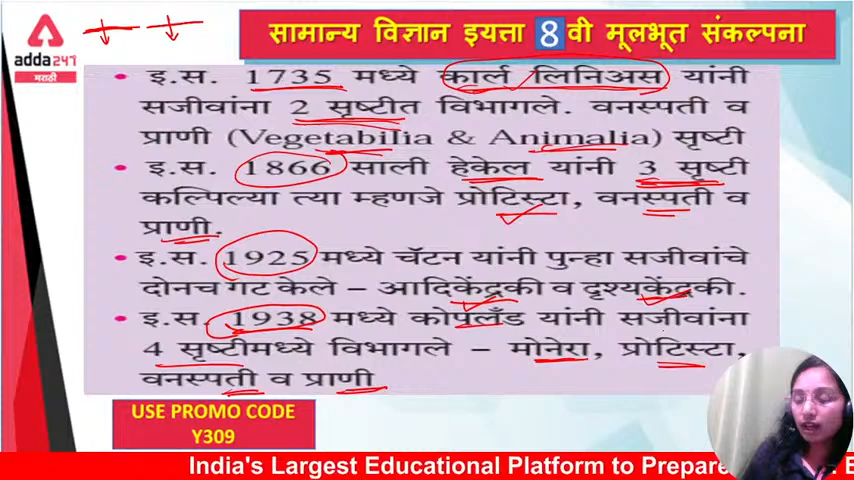 adda247
मराठी
सामान्य विज्ञान इयत्ता 8 वी मूलभूत संकल्पना
• इ.स. 1735 मध्ये कार्ल लिनिअस यांनी
सजीवांना 2 सृष्टीत विभागले. वनस्पती व
प्राणी (Vegetabilia & Animalia) सृष्टी
• इ.स. 1866 साली हेकेल यांनी 3 सृष्टी
कल्पिल्या त्या म्हणजे प्रोटिस्टा, वनस्पती व
प्राणी.
• इ.स. 1925 मध्ये चॅटन यांनी पुन्हा सजीवांचे
दोनच गट केले – आदिकेंद्रकी व दृश्यकेंद्रकी.
• इ.स. 1938 मध्ये कोपलँड यांनी सजीवांना
4 सृष्टीमध्ये विभागले – मोनेरा, प्रोटिस्टा,
वनस्पती व प्राणी
USE PROMO CODE
Y309
India's Largest Educational Platform to Prepare